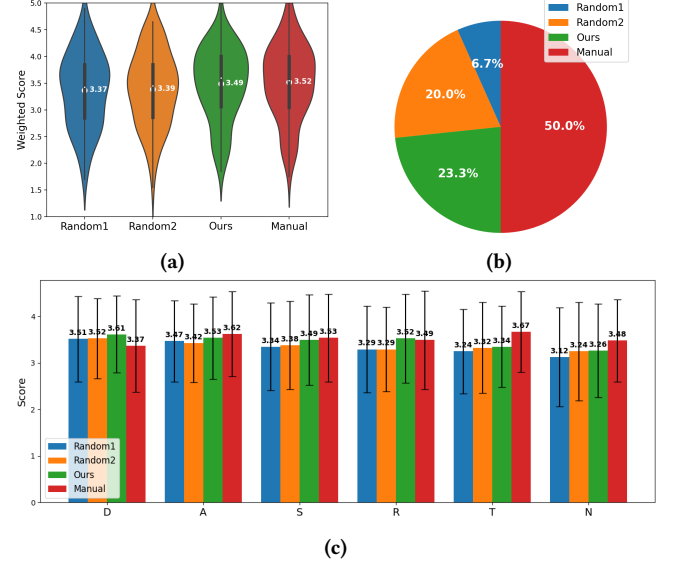 5.0
4.5
4.0
3.5
3.0
2.5
2.0
1.5
1.0
Weighted Score
3.37
3.39
3.49
3.52
Random1 Random2 Ours Manual
(a)
Random1
Random2
Ours
Manual
6.7%
20.0%
23.3%
50.0%
(b)
4
3
2
1
0
Score
3.51 3.52 3.61 3.37
3.47 3.42 3.53 3.62
3.34 3.38 3.49 3.53
3.29 3.29 3.52 3.49
3.24 3.32 3.34 3.67
3.12 3.24 3.26 3.48
Random1
Random2
Ours
Manual
D A S R T N
(c)